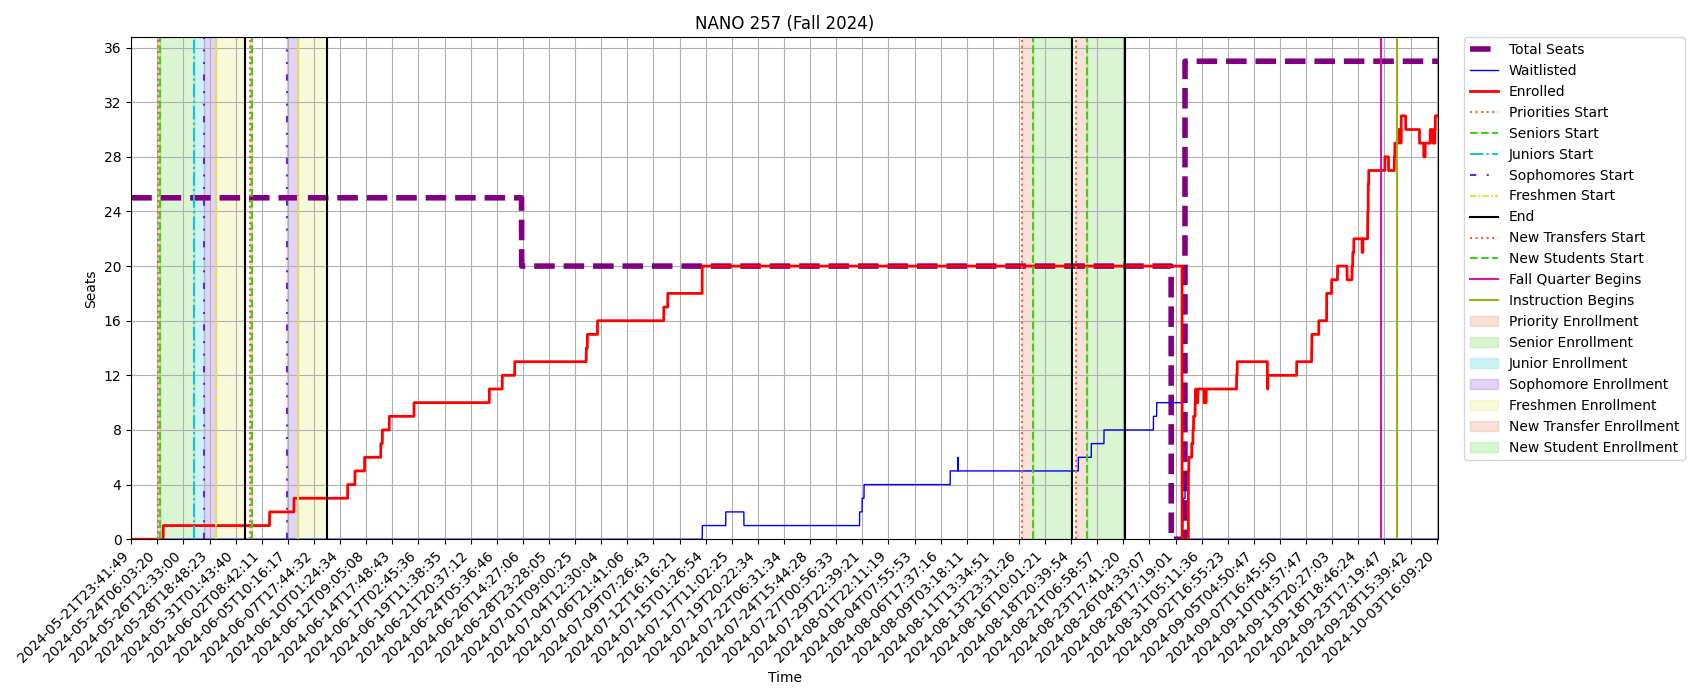 NANO 257 (Fall 2024)
36
32
28
24
20
16
12
8
4
0
Seats
2024-05-21T23:41:49
2024-05-24T06:03:20
2024-05-26T12:33:00
2024-05-28T18:48:23
2024-05-31T01:43:40
2024-06-02T08:42:11
2024-06-05T10:16:17
2024-06-07T17:44:32
2024-06-10T01:24:34
2024-06-12T09:05:08
2024-06-14T17:48:43
2024-06-17T02:45:36
2024-06-19T11:38:35
2024-06-21T20:37:12
2024-06-24T05:36:46
2024-06-26T14:27:06
2024-06-28T23:28:05
2024-07-01T09:00:25
2024-07-04T12:30:04
2024-07-06T21:41:06
2024-07-09T07:26:43
2024-07-12T16:16:21
2024-07-15T01:26:54
2024-07-17T11:02:25
2024-07-19T20:22:34
2024-07-22T06:31:34
2024-07-24T15:44:28
2024-07-27T00:56:33
2024-07-29T10:39:21
2024-08-01T22:11:19
2024-08-04T07:55:53
2024-08-06T17:37:16
2024-08-09T03:18:11
2024-08-11T13:34:51
2024-08-13T23:31:26
2024-08-16T10:01:21
2024-08-18T20:39:54
2024-08-21T06:58:57
2024-08-23T17:41:20
2024-08-26T04:33:07
2024-08-28T17:19:01
2024-08-31T05:11:36
2024-09-02T16:55:23
2024-09-05T04:50:47
2024-09-07T16:45:50
2024-09-10T04:57:47
2024-09-13T20:27:03
2024-09-18T18:46:24
2024-09-23T17:19:47
2024-09-28T15:39:42
2024-10-03T16:09:20
Time
Total Seats
Waitlisted
Enrolled
Priorities Start
Seniors Start
Juniors Start
Sophomores Start
Freshmen Start
End
New Transfers Start
New Students Start
Fall Quarter Begins
Instruction Begins
Priority Enrollment
Senior Enrollment
Junior Enrollment
Sophomore Enrollment
Freshmen Enrollment
New Transfer Enrollment
New Student Enrollment